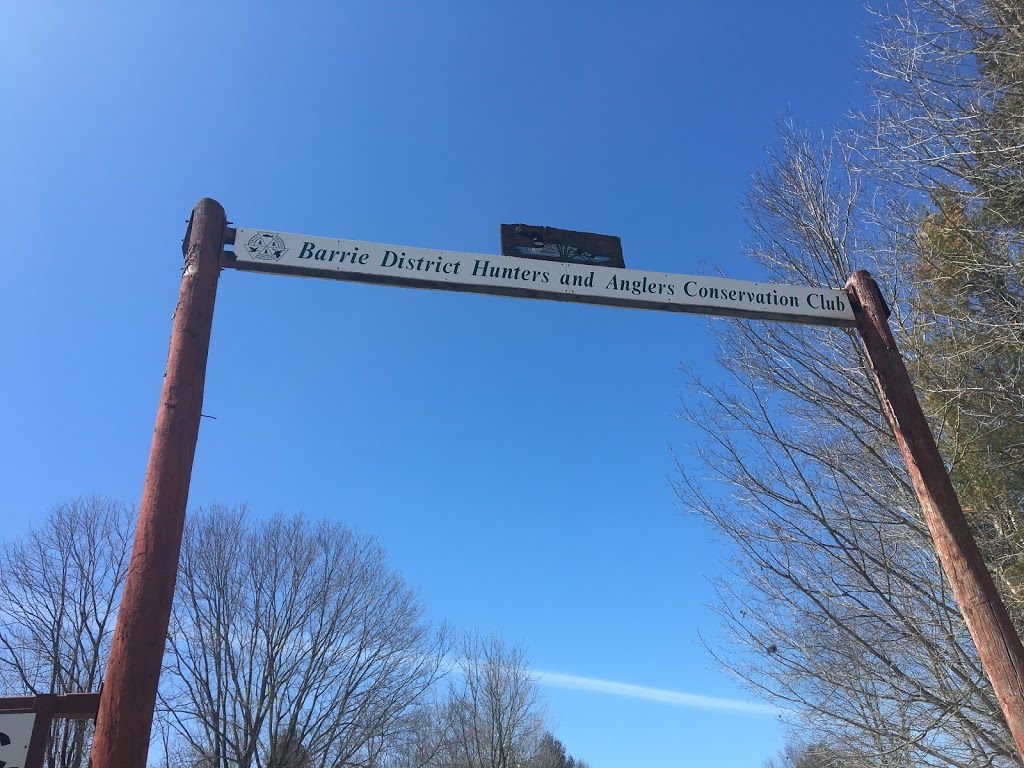 Barrie District Hunters and Anglers Conservation Club